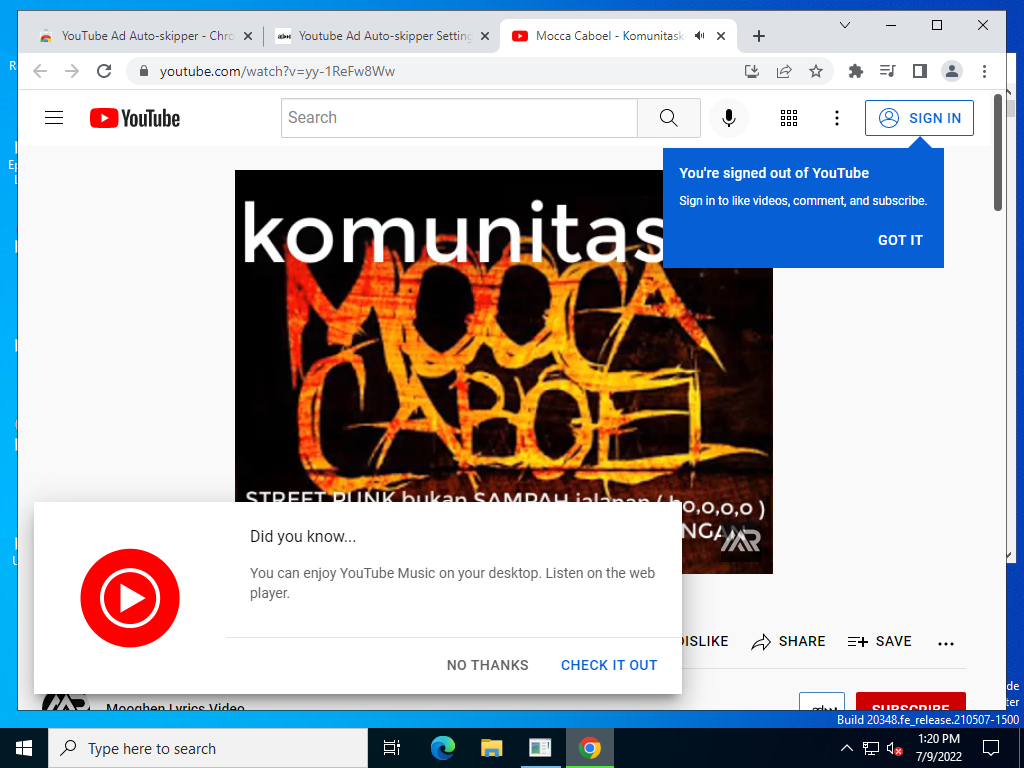 YouTube Ad Auto-skipper - Chro
Youtube Ad Auto-skipper Setting
Mocca Caboel - Komunitask
youtube.com/watch?v=yy-1ReFw8Ww
YouTube
Search
SIGN IN
You're signed out of YouTube
Sign in to like videos, comment, and subscribe.
GOT IT
komunitas
MOCCA
CABOEL
STREET PUNK bukan SAMPAH jalanan ( ho,o,o,o )
Did you know...
You can enjoy YouTube Music on your desktop. Listen on the web
player.
NO THANKS
CHECK IT OUT
DISLIKE
SHARE
SAVE
Mooghen Lyrics Video
SUBSCRIBE
Build 20348.fe_release.210507-1500
Type here to search
1:20 PM
7/9/2022